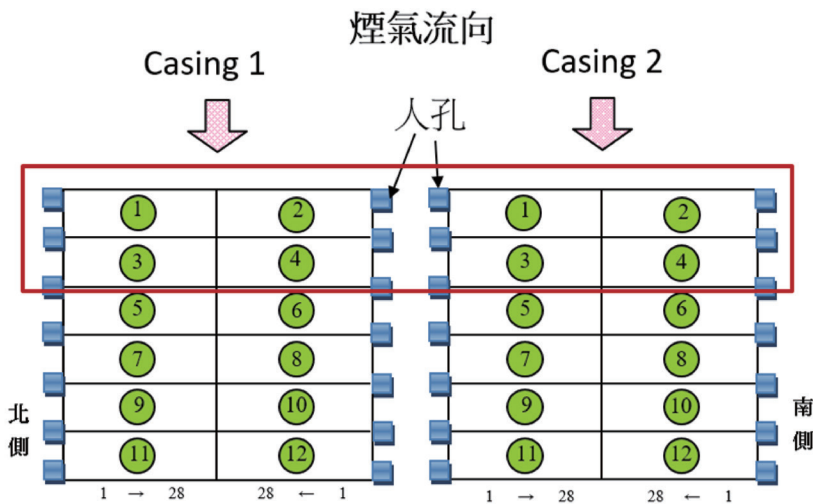 煙氣流向
Casing 1
Casing 2
人孔
1 2 1 2
3 4 3 4
5 6 5 6
7 8 7 8
9 10 9 10
11 12 11 12
北側
南側
1 → 28 28 ← 1 1 → 28 28 ← 1